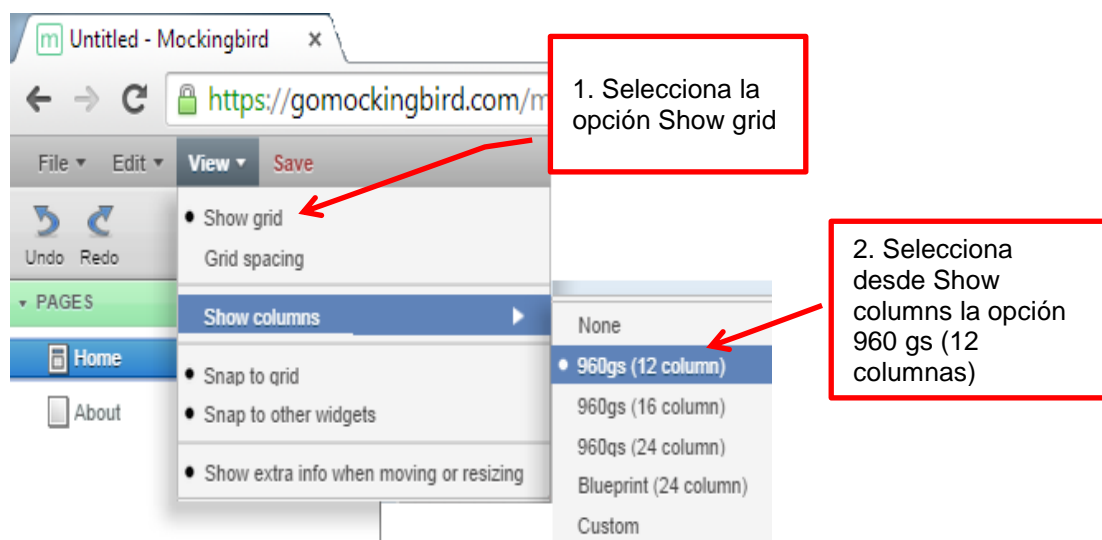 Untitled - Mockingbird ×
https://gomockingbird.com/m
File Edit View Save
Undo Redo
PAGES
Home
About
Show grid
Grid spacing
Show columns
Snap to grid
Snap to other widgets
Show extra info when moving or resizing
None
960gs (12 column)
960gs (16 column)
960gs (24 column)
Blueprint (24 column)
Custom
1. Selecciona la
opción Show grid
2. Selecciona
desde Show
columns la opción
960 gs (12
columnas)